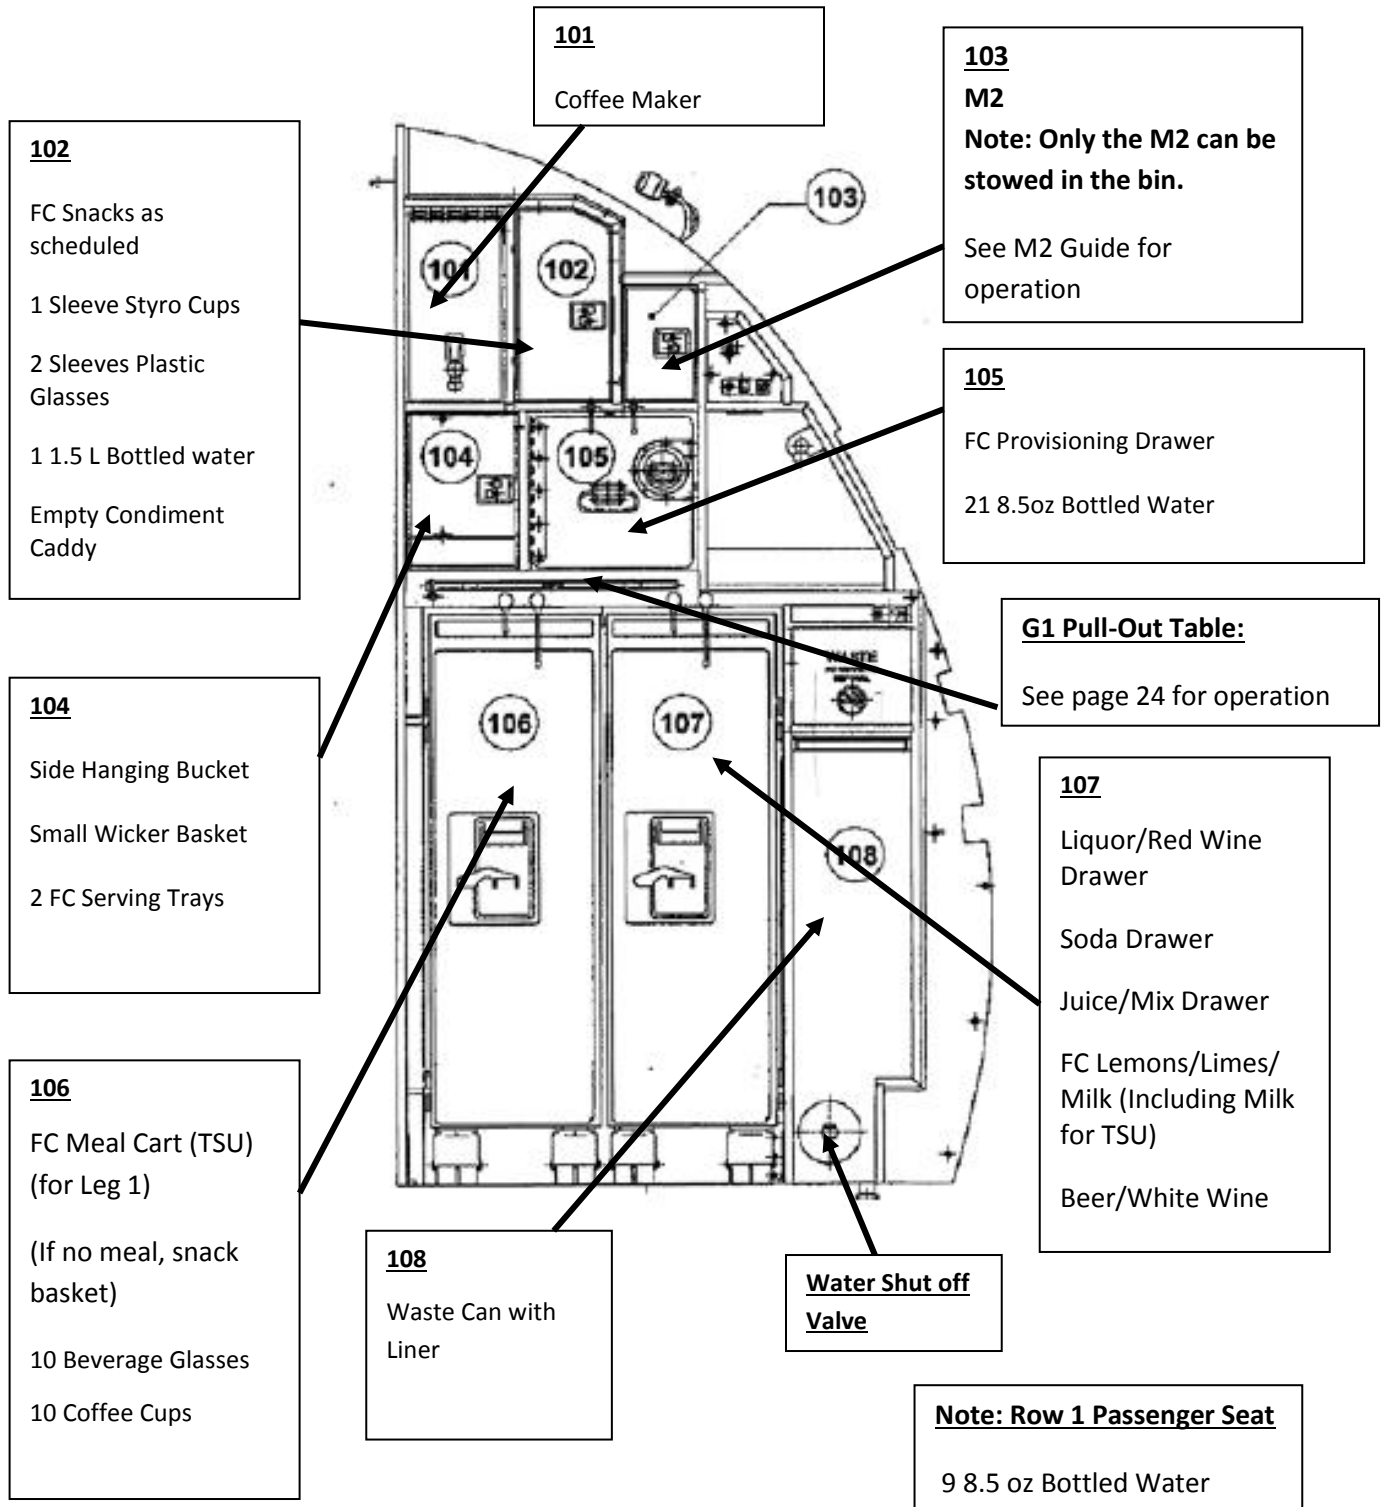 101
Coffee Maker
103
M2
Note: Only the M2 can be
stowed in the bin.
See M2 Guide for
operation
102
FC Snacks as
scheduled
1 Sleeve Styro Cups
2 Sleeves Plastic
Glasses
1 1.5 L Bottled water
Empty Condiment
Caddy
103
101
102
105
FC Provisioning Drawer
21 8.5oz Bottled Water
104
105
G1 Pull-Out Table:
See page 24 for operation
WASTE
104
Side Hanging Bucket
Small Wicker Basket
2 FC Serving Trays
106
107
108
107
Liquor/Red Wine
Drawer
Soda Drawer
Juice/Mix Drawer
FC Lemons/Limes/
Milk (Including Milk
for TSU)
Beer/White Wine
106
FC Meal Cart (TSU)
(for Leg 1)
(If no meal, snack
basket)
10 Beverage Glasses
10 Coffee Cups
108
Waste Can with
Liner
Water Shut off
Valve
Note: Row 1 Passenger Seat
9 8.5 oz Bottled Water